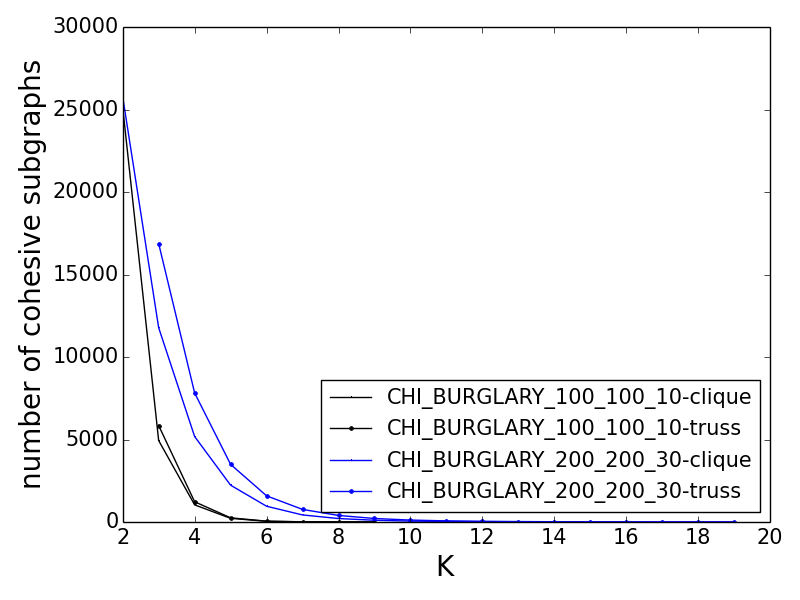 30000
25000
20000
15000
10000
5000
0
number of cohesive subgraphs
CHI_BURGLARY_100_100_10-clique
CHI_BURGLARY_100_100_10-truss
CHI_BURGLARY_200_200_30-clique
CHI_BURGLARY_200_200_30-truss
2 4 6 8 10 12 14 16 18 20
K